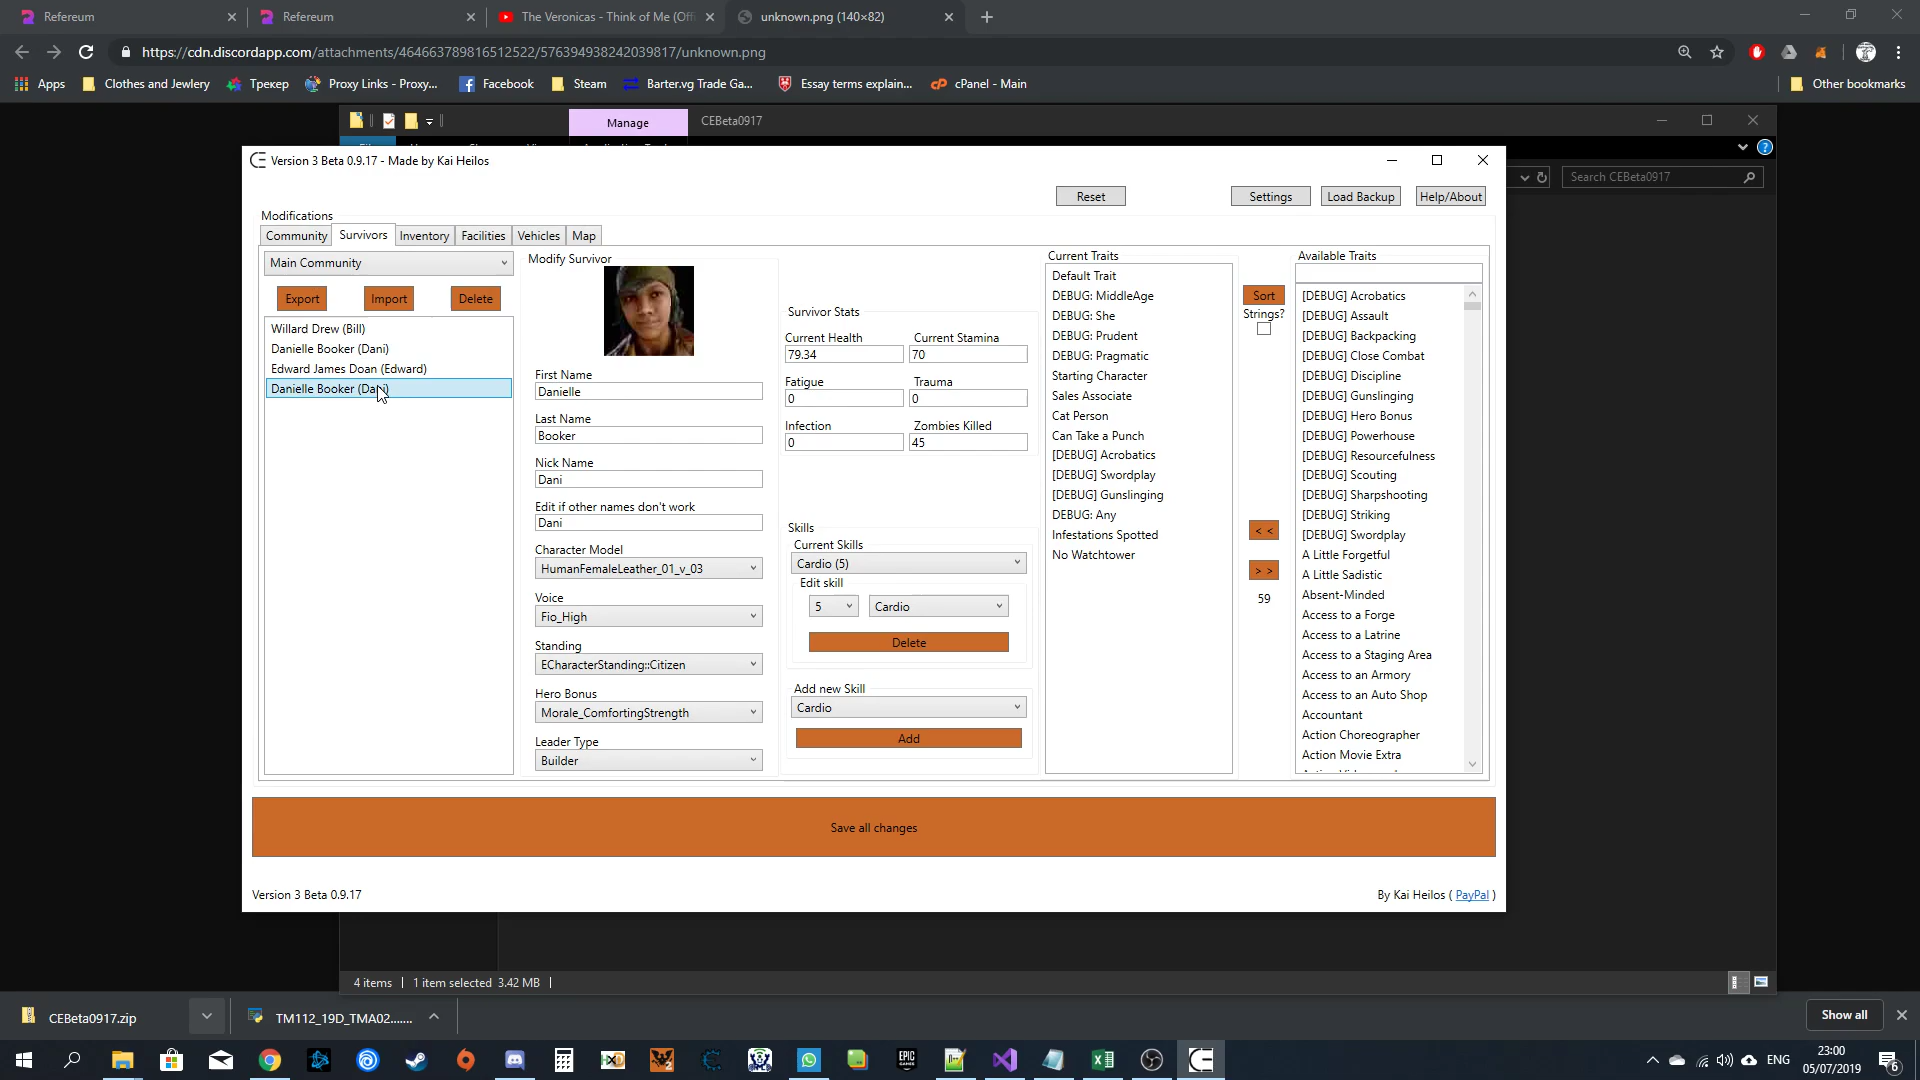 Refereum
Refereum
The Veronicas - Think of Me (Offi
unknown.png (140×82)
https://cdn.discordapp.com/attachments/464663789816512522/576394938242039817/unknown.png
Apps
Clothes and Jewlery
Трекер
Proxy Links - Proxy...
Facebook
Steam
Barter.vg Trade Ga...
Essay terms explain...
cPanel - Main
Other bookmarks
Manage
CEBeta0917
Search CEBeta0917
Version 3 Beta 0.9.17 - Made by Kai Heilos
Reset
Settings
Load Backup
Help/About
Modifications
Community
Survivors
Inventory
Facilities
Vehicles
Map
Main Community
Export
Import
Delete
Willard Drew (Bill)
Danielle Booker (Dani)
Edward James Doan (Edward)
Danielle Booker (Dani)
Modify Survivor
First Name
Danielle
Last Name
Booker
Nick Name
Dani
Edit if other names don't work
Dani
Character Model
HumanFemaleLeather_01_v_03
Voice
Fio_High
Standing
ECharacterStanding::Citizen
Hero Bonus
Morale_ComfortingStrength
Leader Type
Builder
Survivor Stats
Current Health
Current Stamina
79.34
70
Fatigue
Trauma
0
0
Infection
Zombies Killed
0
45
Skills
Current Skills
Cardio (5)
Edit skill
5
Cardio
Delete
Add new Skill
Cardio
Add
Current Traits
Default Trait
DEBUG: MiddleAge
DEBUG: She
DEBUG: Prudent
DEBUG: Pragmatic
Starting Character
Sales Associate
Cat Person
Can Take a Punch
[DEBUG] Acrobatics
[DEBUG] Swordplay
[DEBUG] Gunslinging
DEBUG: Any
Infestations Spotted
No Watchtower
Sort
Strings?
< <
> >
59
Available Traits
[DEBUG] Acrobatics
[DEBUG] Assault
[DEBUG] Backpacking
[DEBUG] Close Combat
[DEBUG] Discipline
[DEBUG] Gunslinging
[DEBUG] Hero Bonus
[DEBUG] Powerhouse
[DEBUG] Resourcefulness
[DEBUG] Scouting
[DEBUG] Sharpshooting
[DEBUG] Striking
[DEBUG] Swordplay
A Little Forgetful
A Little Sadistic
Absent-Minded
Access to a Forge
Access to a Latrine
Access to a Staging Area
Access to an Armory
Access to an Auto Shop
Accountant
Action Choreographer
Action Movie Extra
Save all changes
Version 3 Beta 0.9.17
By Kai Heilos ( PayPal )
4 items
1 item selected 3.42 MB
CEBeta0917.zip
TM112_19D_TMA02.......
Show all
ENG
23:00
05/07/2019
6